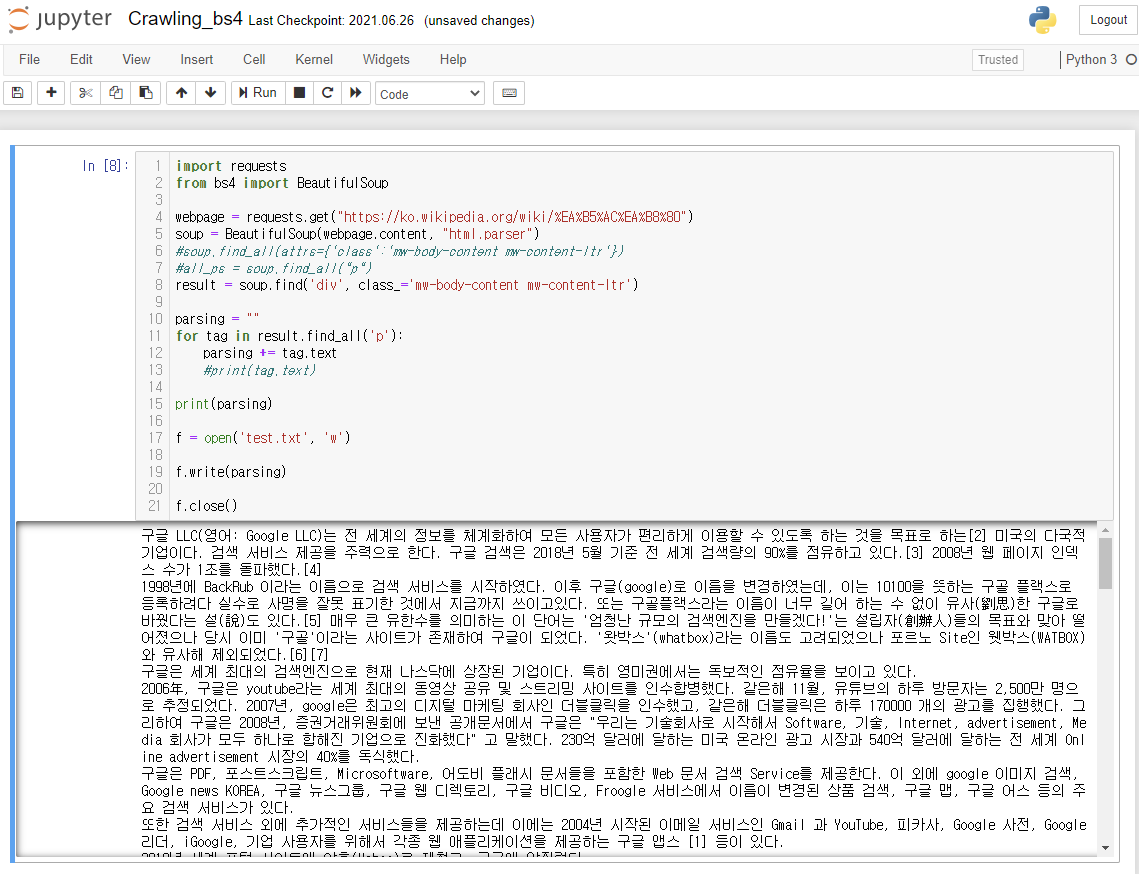 jupyter Crawling_bs4 Last Checkpoint: 2021.06.26 (unsaved changes) Logout
File Edit View Insert Cell Kernel Widgets Help Trusted Python 3
Run Code
In [8]:
1 import requests
2 from bs4 import BeautifulSoup
3
4 webpage = requests.get("https://ko.wikipedia.org/wiki/%EA%B5%AC%EA%B8%80")
5 soup = BeautifulSoup(webpage.content, "html.parser")
6 #soup.find_all(attrs={'class':'mw-body-content mw-content-ltr'})
7 #all_ps = soup.find_all("p")
8 result = soup.find('div', class_='mw-body-content mw-content-ltr')
9
10 parsing = ""
11 for tag in result.find_all('p'):
12 parsing += tag.text
13 #print(tag.text)
14
15 print(parsing)
16
17 f = open('test.txt', 'w')
18
19 f.write(parsing)
20
21 f.close()
구글 LLC(영어: Google LLC)는 전 세계의 정보를 체계화하여 모든 사용자가 편리하게 이용할 수 있도록 하는 것을 목표로 하는[2] 미국의 다국적
기업이다. 검색 서비스 제공을 주력으로 한다. 구글 검색은 2018년 5월 기준 전 세계 검색량의 90%를 점유하고 있다.[3] 2008년 웹 페이지 인덱
스 수가 1조를 돌파했다.[4]
1998년에 BackRub 이라는 이름으로 검색 서비스를 시작하였다. 이후 구글(google)로 이름을 변경하였는데, 이는 10100을 뜻하는 구골 플랙스로
등록하려다 실수로 사명을 잘못 표기한 것에서 지금까지 쓰이고있다. 또는 구골플랙스라는 이름이 너무 길어 하는 수 없이 유사(劉思)한 구글로
바꿨다는 설(說)도 있다.[5] 매우 큰 유한수를 의미하는 이 단어는 '엄청난 규모의 검색엔진을 만들겠다!'는 설립자(創辦人)들의 목표와 맞아 떨
어졌으나 당시 이미 '구골'이라는 사이트가 존재하여 구글이 되었다. '왓박스'(whatbox)라는 이름도 고려되었으나 포르노 Site인 웻박스(WATBOX)
와 유사해 제외되었다.[6][7]
구글은 세계 최대의 검색엔진으로 현재 나스닥에 상장된 기업이다. 특히 영미권에서는 독보적인 점유율을 보이고 있다.
2006年, 구글은 youtube라는 세계 최대의 동영상 공유 및 스트리밍 사이트를 인수합병했다. 같은해 11월, 유튜브의 하루 방문자는 2,500만 명으
로 추정되었다. 2007년, google은 최고의 디지털 마케팅 회사인 더블클릭을 인수했고, 같은해 더블클릭은 하루 170000 개의 광고를 집행했다. 그
리하여 구글은 2008년, 증권거래위원회에 보낸 공개문서에서 구글은 "우리는 기술회사로 시작해서 Software, 기술, Internet, advertisement, Me
dia 회사가 모두 하나로 합해진 기업으로 진화했다" 고 말했다. 230억 달러에 달하는 미국 온라인 광고 시장과 540억 달러에 달하는 전 세계 Onl
ine advertisement 시장의 40%를 독식했다.
구글은 PDF, 포스트스크립트, Microsoftware, 어도비 플래시 문서들을 포함한 Web 문서 검색 Service를 제공한다. 이 외에 google 이미지 검색,
Google news KOREA, 구글 뉴스그룹, 구글 웹 디렉토리, 구글 비디오, Froogle 서비스에서 이름이 변경된 상품 검색, 구글 맵, 구글 어스 등의 주
요 검색 서비스가 있다.
또한 검색 서비스 외에 추가적인 서비스들을 제공하는데 이에는 2004년 시작된 이메일 서비스인 Gmail 과 YouTube, 피카사, Google 사전, Google
리더, iGoogle, 기업 사용자를 위해서 각종 웹 애플리케이션을 제공하는 구글 앱스 [1] 등이 있다.